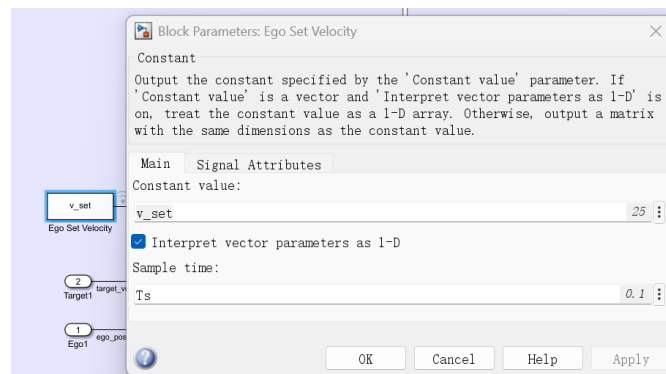 Block Parameters: Ego Set Velocity
Constant
Output the constant specified by the 'Constant value' parameter. If
'Constant value' is a vector and 'Interpret vector parameters as 1-D' is
on, treat the constant value as a 1-D array. Otherwise, output a matrix
with the same dimensions as the constant value.
Main Signal Attributes
Constant value:
v_set 25
Interpret vector parameters as 1-D
Sample time:
Ts 0.1
OK Cancel Help Apply
v_set
Ego Set Velocity
2
Target1
1
Ego1